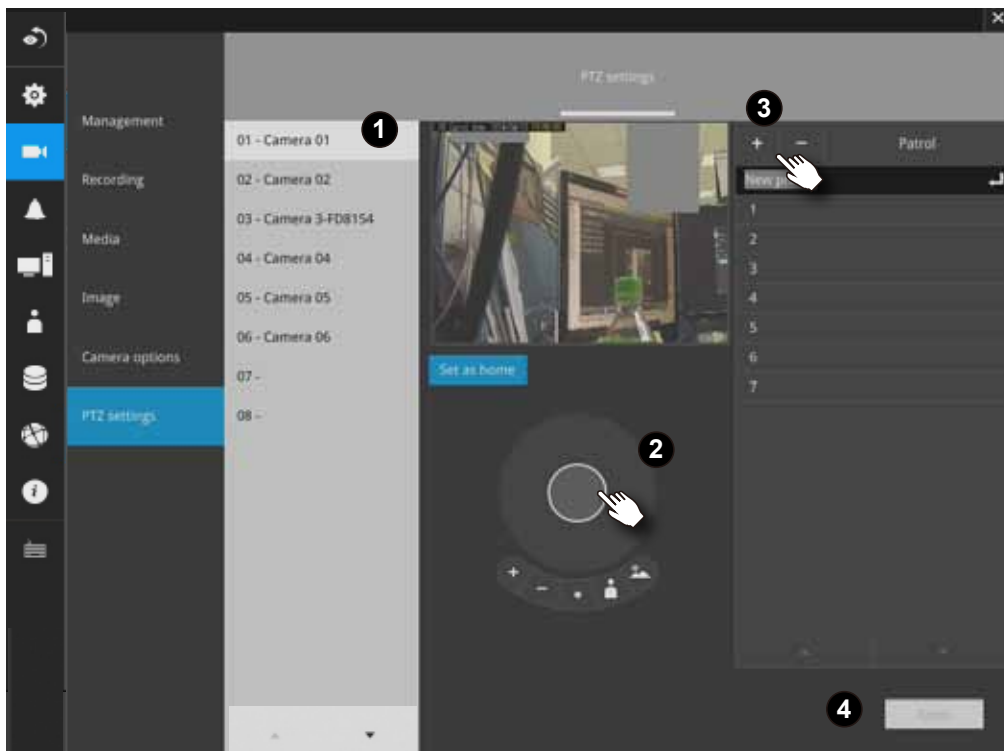 PTZ settings
Management
Recording
Media
Image
Camera options
PTZ settings
1
01 - Camera 01
02 - Camera 02
03 - Camera 3-FD8154
04 - Camera 04
05 - Camera 05
06 - Camera 06
07 -
08 -
Set as home
2
3
+ − Patrol
New
1
2
3
4
5
6
7
4